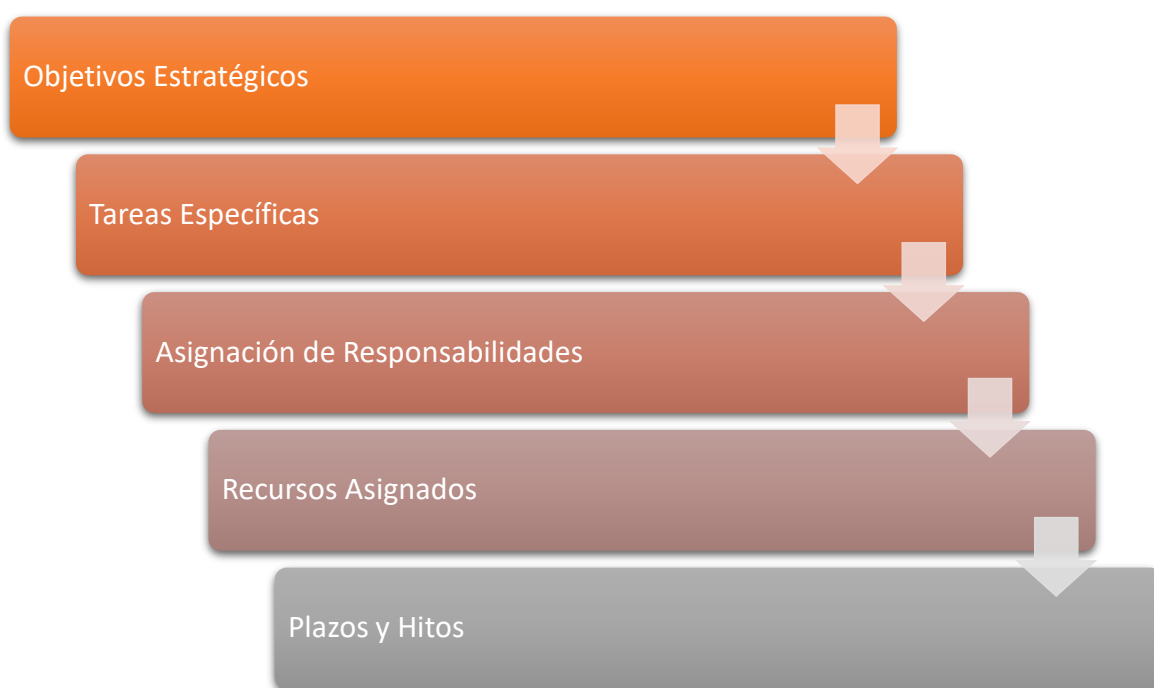 Objetivos Estratégicos
Tareas Específicas
Asignación de Responsabilidades
Recursos Asignados
Plazos y Hitos